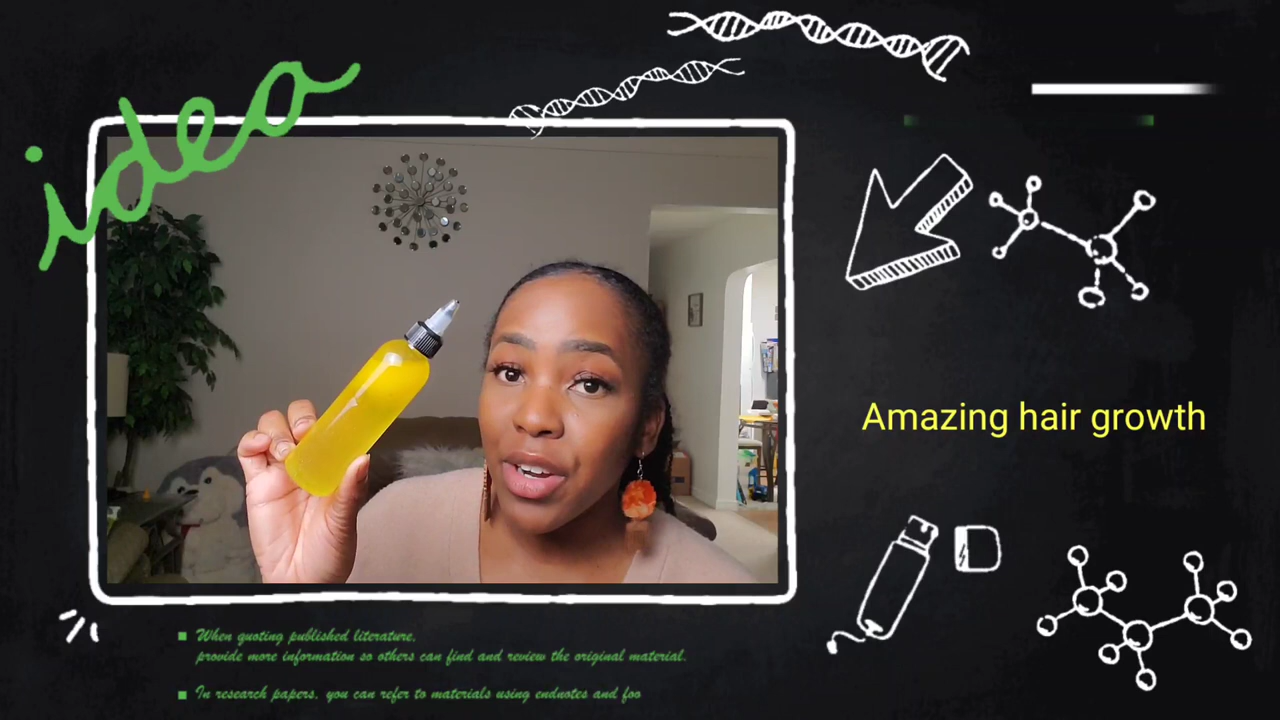 idea
Amazing hair growth
When quoting published literature,
provide more information so others can find and review the original material.
In research papers, you can refer to materials using endnotes and foo